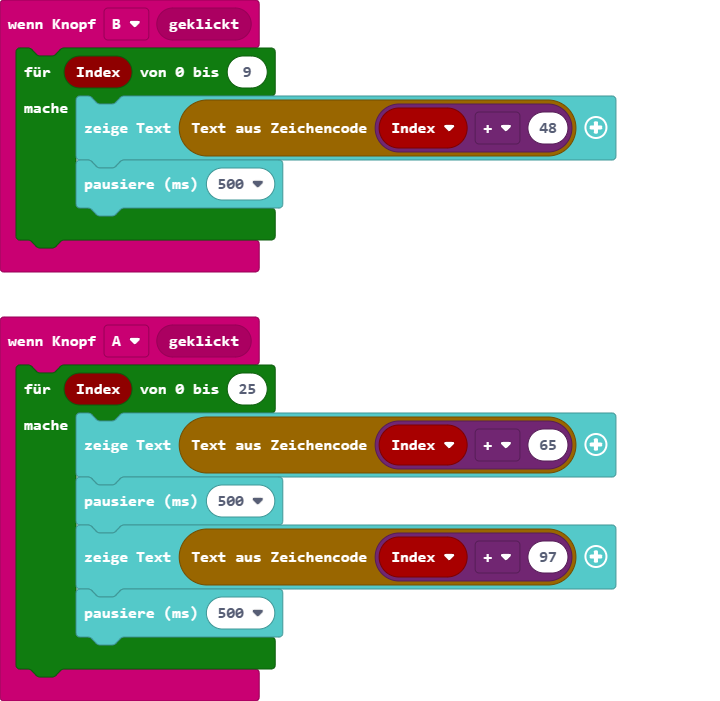 wenn Knopf B geklickt
für Index von 0 bis 9
mache
zeige Text Text aus Zeichencode Index + 48
pausiere (ms) 500
wenn Knopf A geklickt
für Index von 0 bis 25
mache
zeige Text Text aus Zeichencode Index + 65
pausiere (ms) 500
zeige Text Text aus Zeichencode Index + 97
pausiere (ms) 500